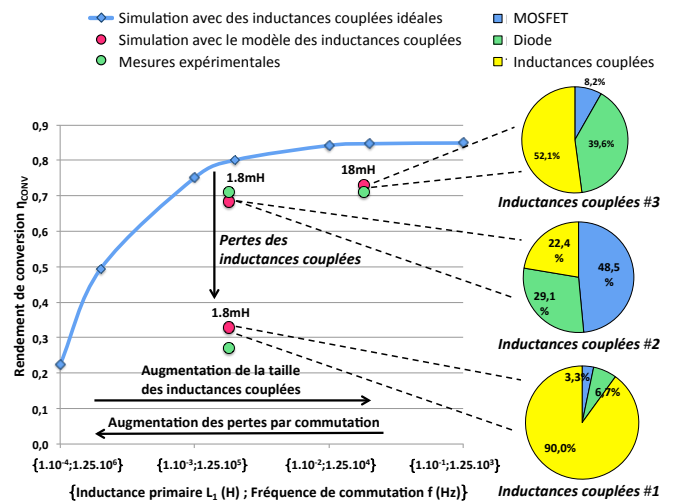 Simulation avec des inductances couplées idéales
Simulation avec le modèle des inductances couplées
Mesures expérimentales
MOSFET
Diode
Inductances couplées
8,2%
39,6%
52,1%
Inductances couplées #3
22,4
%
48,5
%
29,1
%
Inductances couplées #2
3,3%
6,7%
90,0%
Inductances couplées #1
Rendement de conversion η_CONV
0,9
0,8
0,7
0,6
0,5
0,4
0,3
0,2
0,1
0,0
1.8mH
18mH
Pertes des
inductances couplées
1.8mH
Augmentation de la taille
des inductances couplées
Augmentation des pertes par commutation
{1.10⁻⁴;1.25.10⁶}
{1.10⁻³;1.25.10⁵}
{1.10⁻²;1.25.10⁴}
{1.10⁻¹;1.25.10³}
{Inductance primaire L₁ (H) ; Fréquence de commutation f (Hz)}